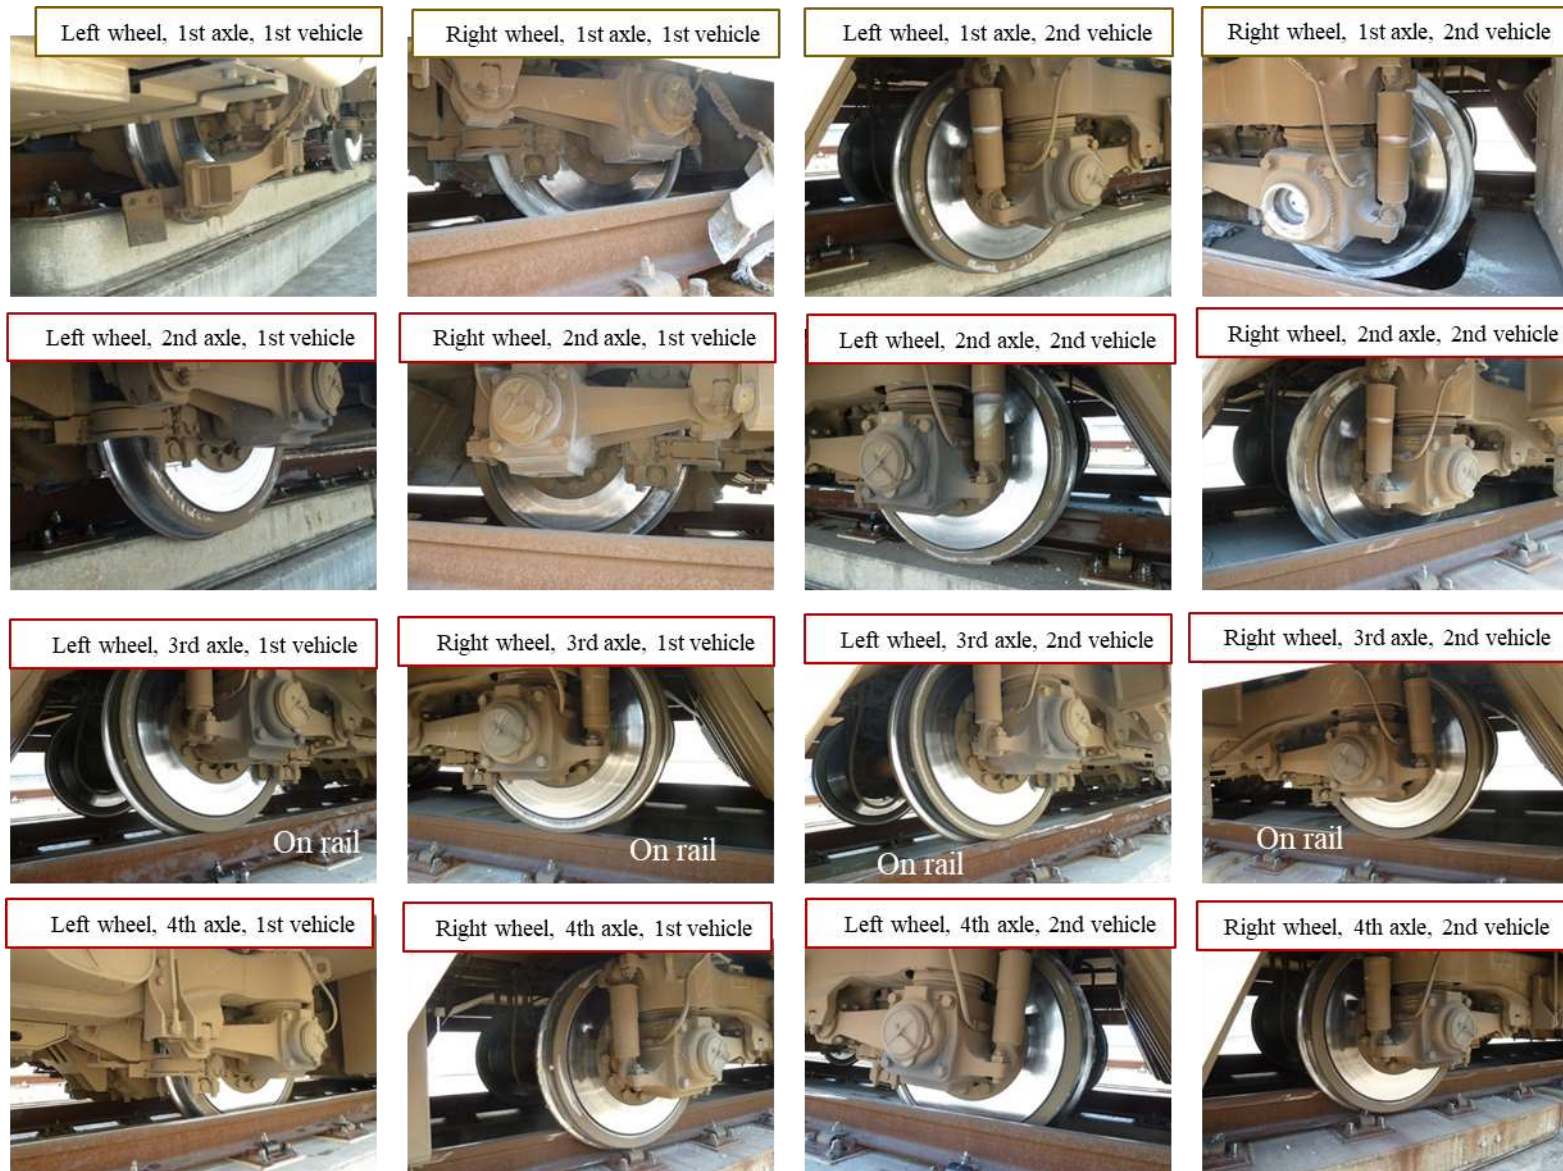 Left wheel, 1st axle, 1st vehicle
Right wheel, 1st axle, 1st vehicle
Left wheel, 1st axle, 2nd vehicle
Right wheel, 1st axle, 2nd vehicle
Left wheel, 2nd axle, 1st vehicle
Right wheel, 2nd axle, 1st vehicle
Left wheel, 2nd axle, 2nd vehicle
Right wheel, 2nd axle, 2nd vehicle
Left wheel, 3rd axle, 1st vehicle
Right wheel, 3rd axle, 1st vehicle
Left wheel, 3rd axle, 2nd vehicle
Right wheel, 3rd axle, 2nd vehicle
On rail
On rail
On rail
On rail
Left wheel, 4th axle, 1st vehicle
Right wheel, 4th axle, 1st vehicle
Left wheel, 4th axle, 2nd vehicle
Right wheel, 4th axle, 2nd vehicle